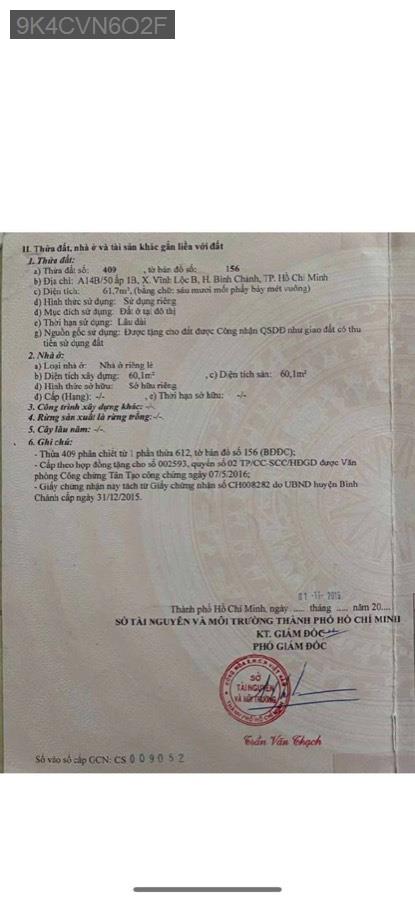 9K4CVN6O2F
II. Thửa đất, nhà ở và tài sản khác gắn liền với đất
1. Thửa đất:
a) Thửa đất số: 409 , tờ bản đồ số: 156
b) Địa chỉ: A14B/50 ấp 1B, X. Vĩnh Lộc B, H. Bình Chánh, TP. Hồ Chí Minh
c) Diện tích: 61,7m², (bằng chữ: sáu mươi mốt phẩy bảy mét vuông)
d) Hình thức sử dụng: Sử dụng riêng
đ) Mục đích sử dụng: Đất ở tại đô thị
e) Thời hạn sử dụng: Lâu dài
g) Nguồn gốc sử dụng: Được tặng cho đất được Công nhận QSDĐ như giao đất có thu
tiền sử dụng đất
2. Nhà ở:
a) Loại nhà ở: Nhà ở riêng lẻ
b) Diện tích xây dựng: 60,1m² , c) Diện tích sàn: 60,1m²
d) Hình thức sở hữu: Sở hữu riêng
đ) Cấp (Hạng): -/- , e) Thời hạn sở hữu: -/-
3. Công trình xây dựng khác: -/-
4. Rừng sản xuất là rừng trồng: -/-
5. Cây lâu năm: -/-
6. Ghi chú:
- Thửa 409 phân chiết từ 1 phần thửa 612, tờ bản đồ số 156 (BĐĐC);
- Cấp theo hợp đồng tặng cho số 002593, quyển số 02 TP/CC-SCC/HĐGD được Văn
phòng Công chứng Tân Tạo công chứng ngày 07/5/2016;
- Giấy chứng nhận này tách từ Giấy chứng nhận số CH008282 do UBND huyện Bình
Chánh cấp ngày 31/12/2015.
01 -11- 2016
Thành phố Hồ Chí Minh, ngày ..... tháng ..... năm 20....
SỞ TÀI NGUYÊN VÀ MÔI TRƯỜNG THÀNH PHỐ HỒ CHÍ MINH
KT. GIÁM ĐỐC
PHÓ GIÁM ĐỐC
SỞ
TÀI NGUYÊN
VÀ MÔI TRƯỜNG
Trần Văn Thạch
Số vào sổ cấp GCN: CS 009052